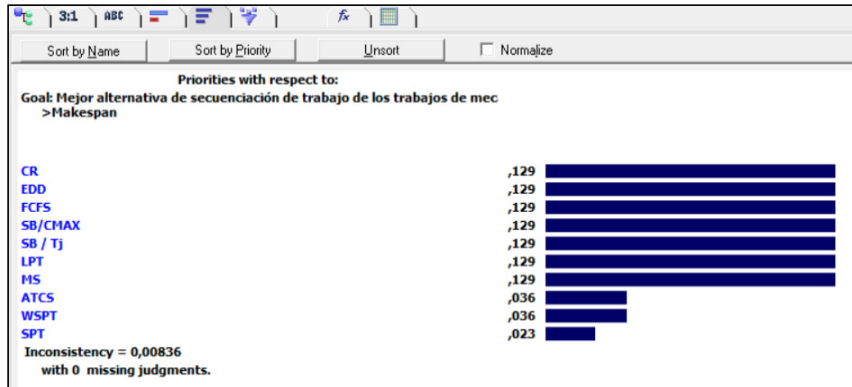 3:1 ABC fx
Sort by Name Sort by Priority Unsort Normalize
Priorities with respect to:
Goal: Mejor alternativa de secuenciación de trabajo de los trabajos de mec
>Makespan
CR ,129
EDD ,129
FCFS ,129
SB/CMAX ,129
SB / Tj ,129
LPT ,129
MS ,129
ATCS ,036
WSPT ,036
SPT ,023
Inconsistency = 0,00836
with 0 missing judgments.